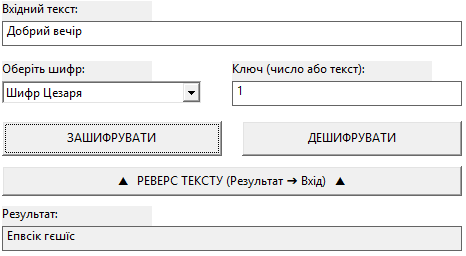 Вхідний текст:
Добрий вечір
Оберіть шифр:
Ключ (число або текст):
Шифр Цезаря
1
ЗАШИФРУВАТИ
ДЕШИФРУВАТИ
▲ РЕВЕРС ТЕКСТУ (Результат ➔ Вхід) ▲
Результат:
Епвсік гєшїс